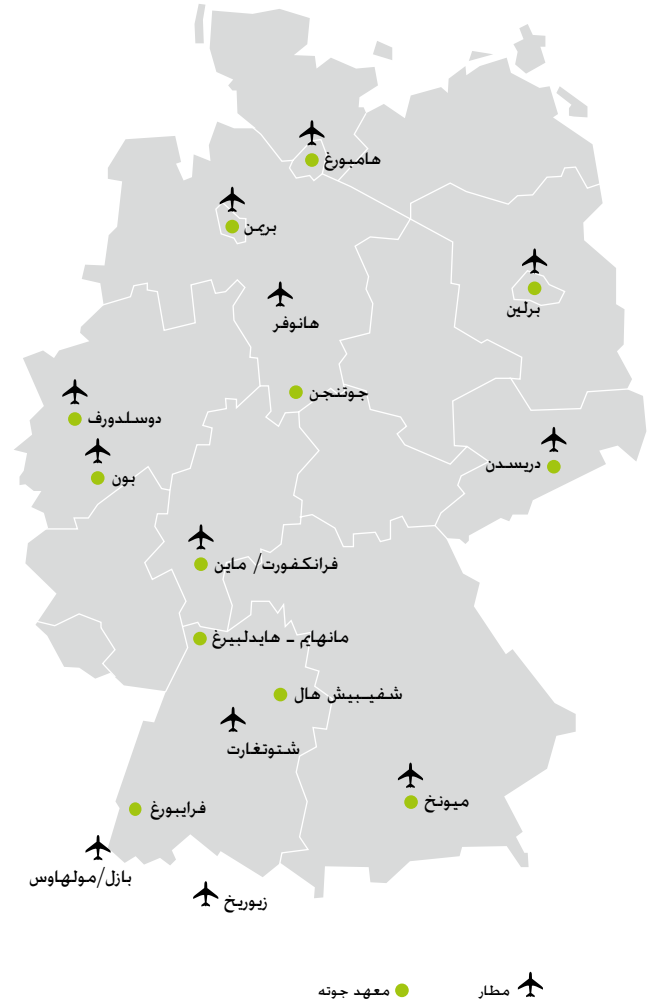 هامبورغ
بريمن
برلين
هانوفر
جوتنجن
دوسلدورف
دريسدن
بون
فرانكفورت/ ماين
مانهايم - هايدلبيرغ
شفيبيش هال
شتوتغارت
ميونخ
فرايبورغ
بازل/مولهاوس
زيوريخ
مطار
معهد جوته